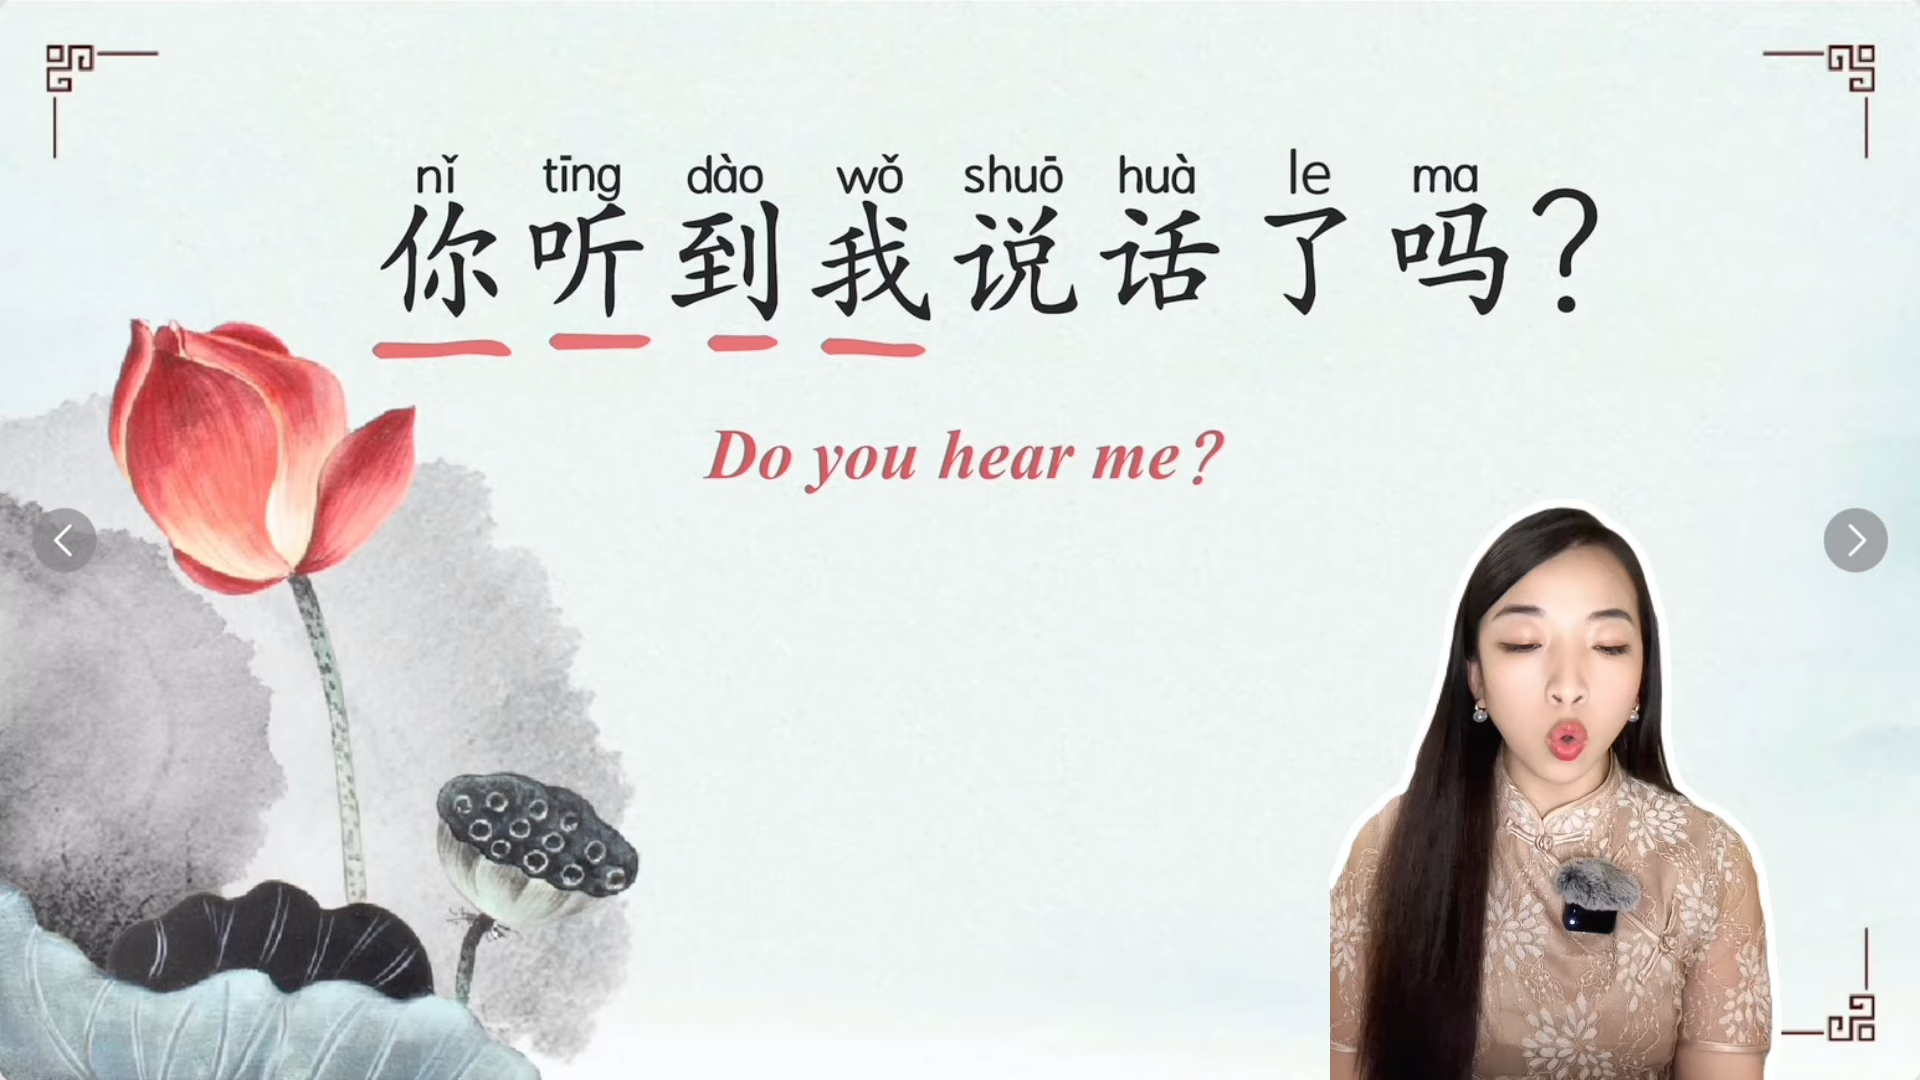 nǐ tīng dào wǒ shuō huà le ma
你听到我说话了吗？
Do you hear me?